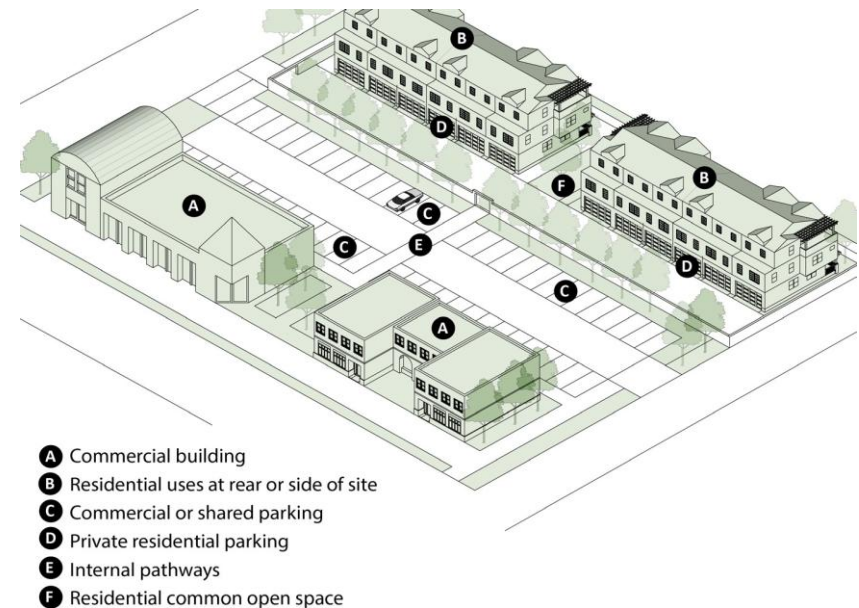 B
B
D
A
F
C
E
C
D
C
A
A Commercial building
B Residential uses at rear or side of site
C Commercial or shared parking
D Private residential parking
E Internal pathways
F Residential common open space